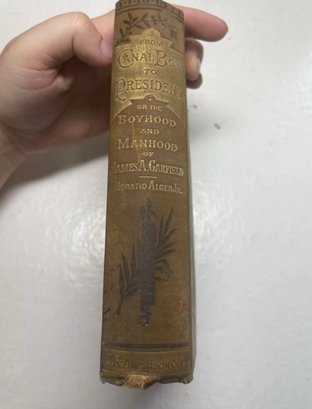 FROM
CANAL BOY
TO
PRESIDENT
OR THE
BOYHOOD
AND
MANHOOD
OF
JAMES A. GARFIELD
HORATIO ALGER JR.